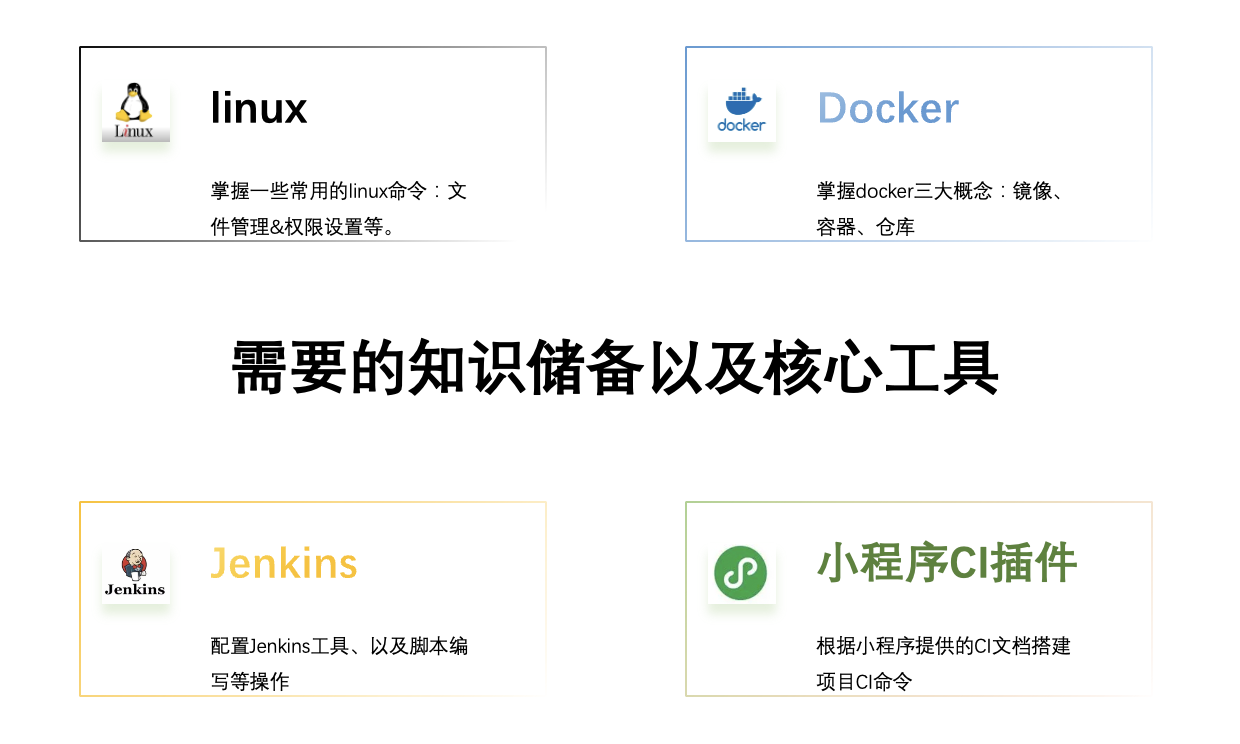 Linux
linux
掌握一些常用的linux命令：文
件管理&权限设置等。
docker
Docker
掌握docker三大概念：镜像、
容器、仓库
需要的知识储备以及核心工具
Jenkins
Jenkins
配置Jenkins工具、以及脚本编
写等操作
小程序CI插件
根据小程序提供的CI文档搭建
项目CI命令